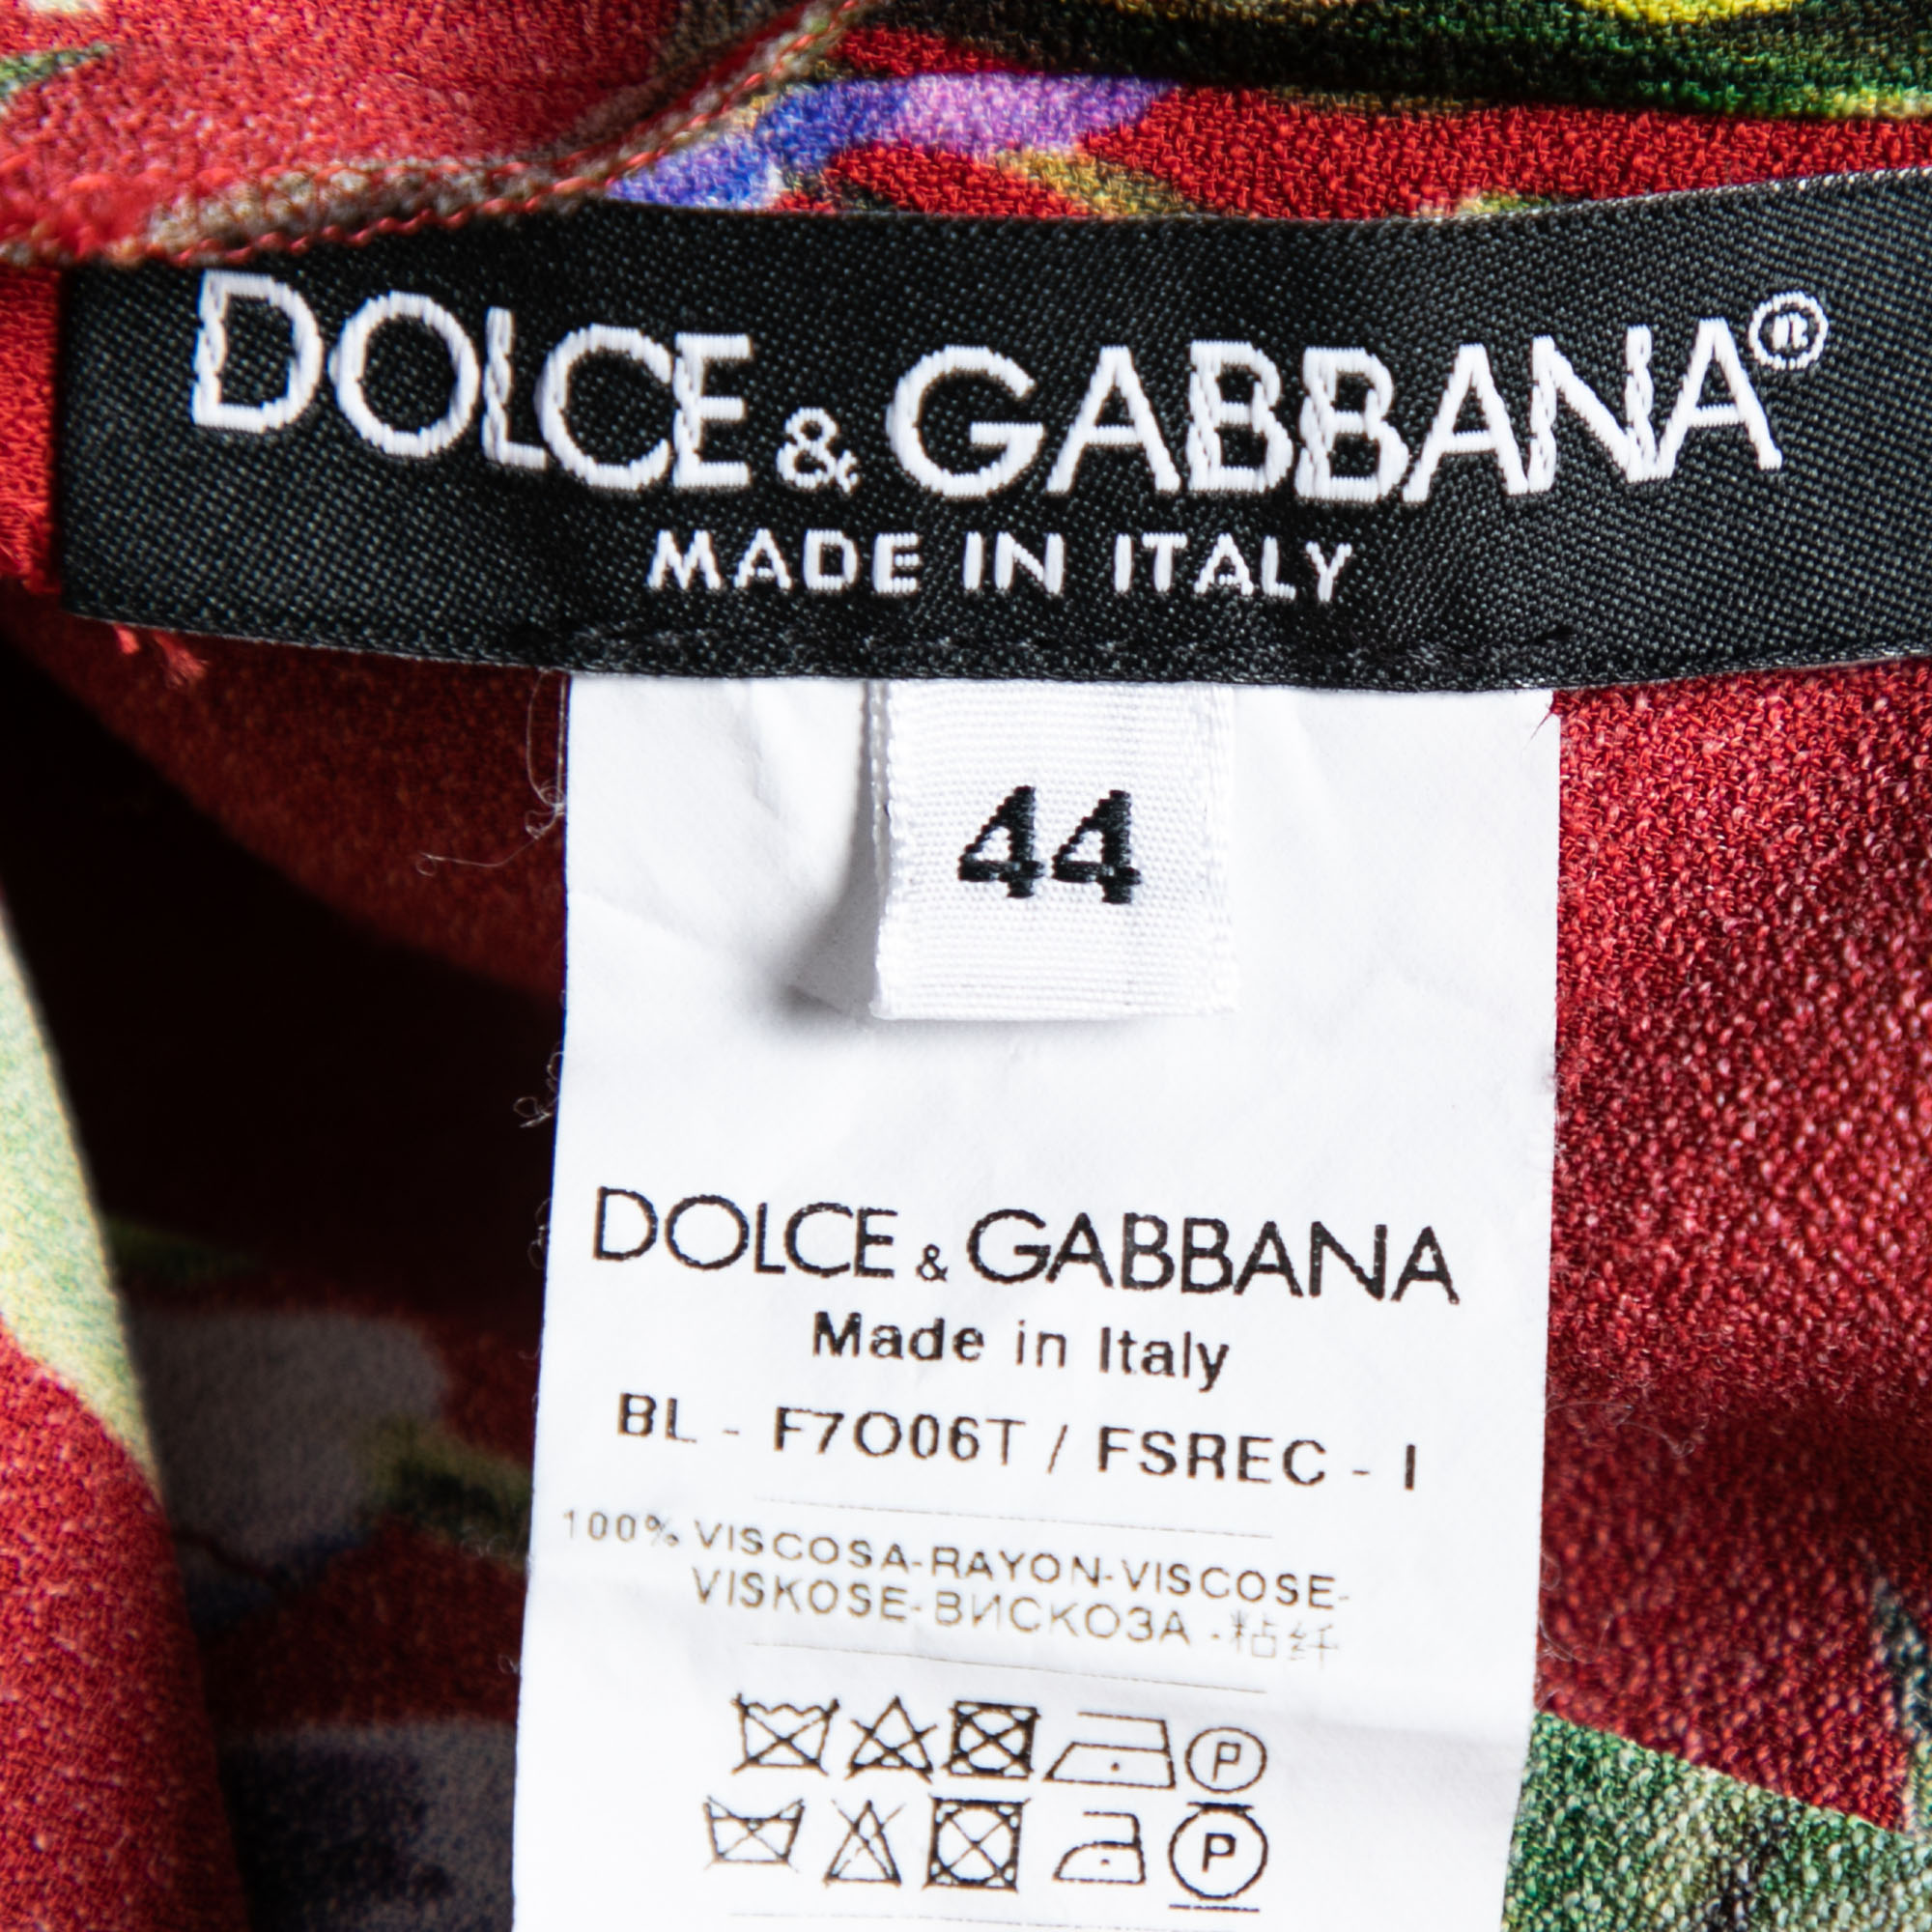 DOLCE & GABBANA®
MADE IN ITALY
44
DOLCE & GABBANA
Made in Italy
BL - F7O06T / FSREC - I
100% VISCOSA-RAYON-VISCOSE-
VISKOSE-ВИСКОЗА -粘纤
P
P